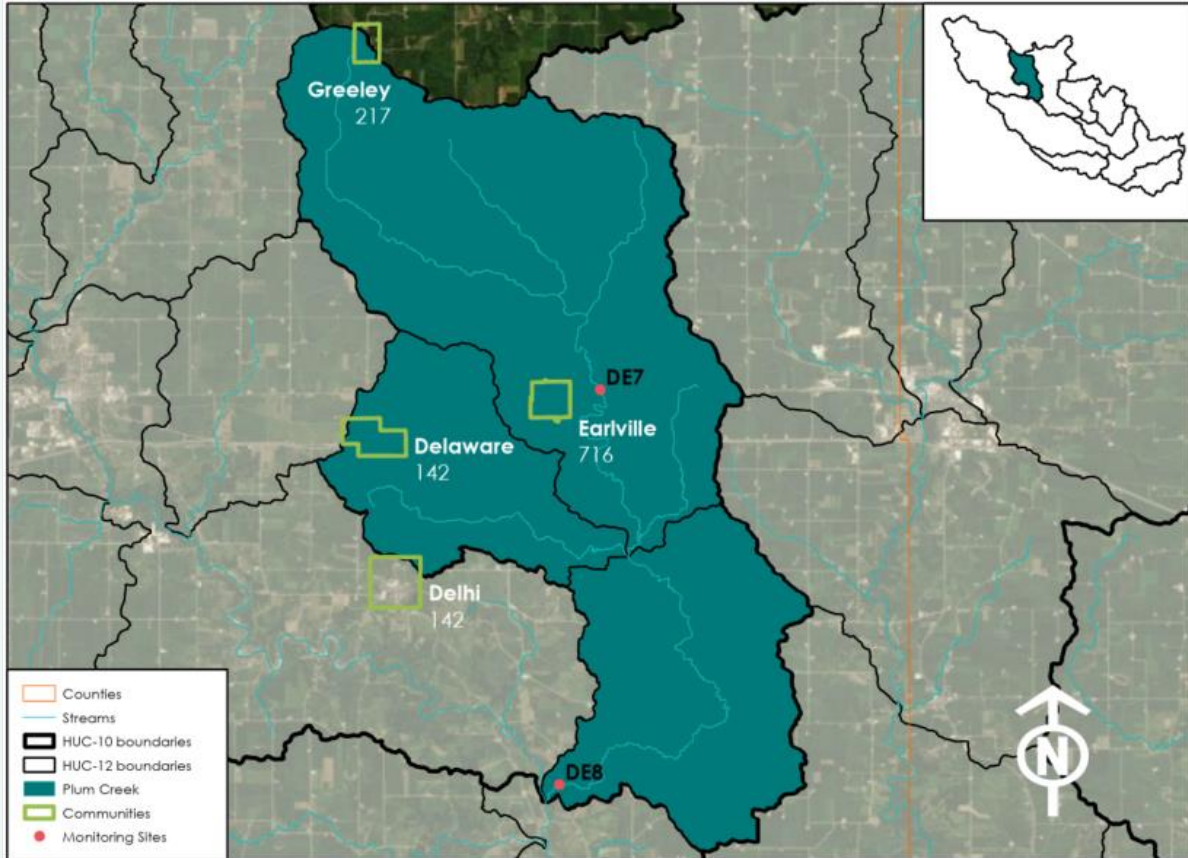 Greeley
217
DE7
Earlville
716
Delaware
142
Delhi
142
DE8
Counties
Streams
HUC-10 boundaries
HUC-12 boundaries
Plum Creek
Communities
Monitoring Sites
N